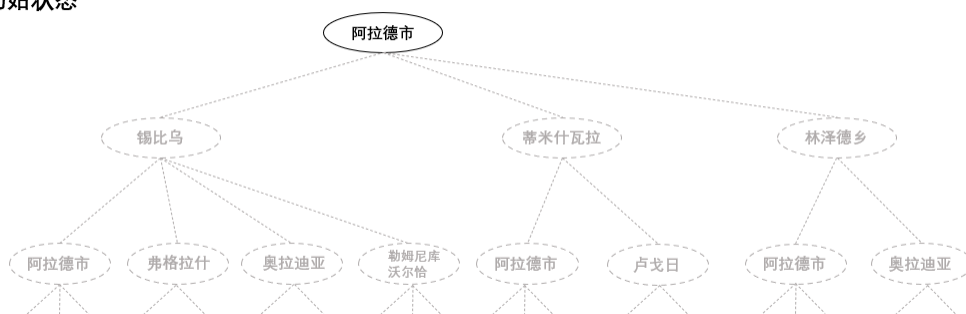 初始状态
阿拉德市
锡比乌
蒂米什瓦拉
林泽德乡
阿拉德市
弗格拉什
奥拉迪亚
勒姆尼库
沃尔恰
阿拉德市
卢戈日
阿拉德市
奥拉迪亚